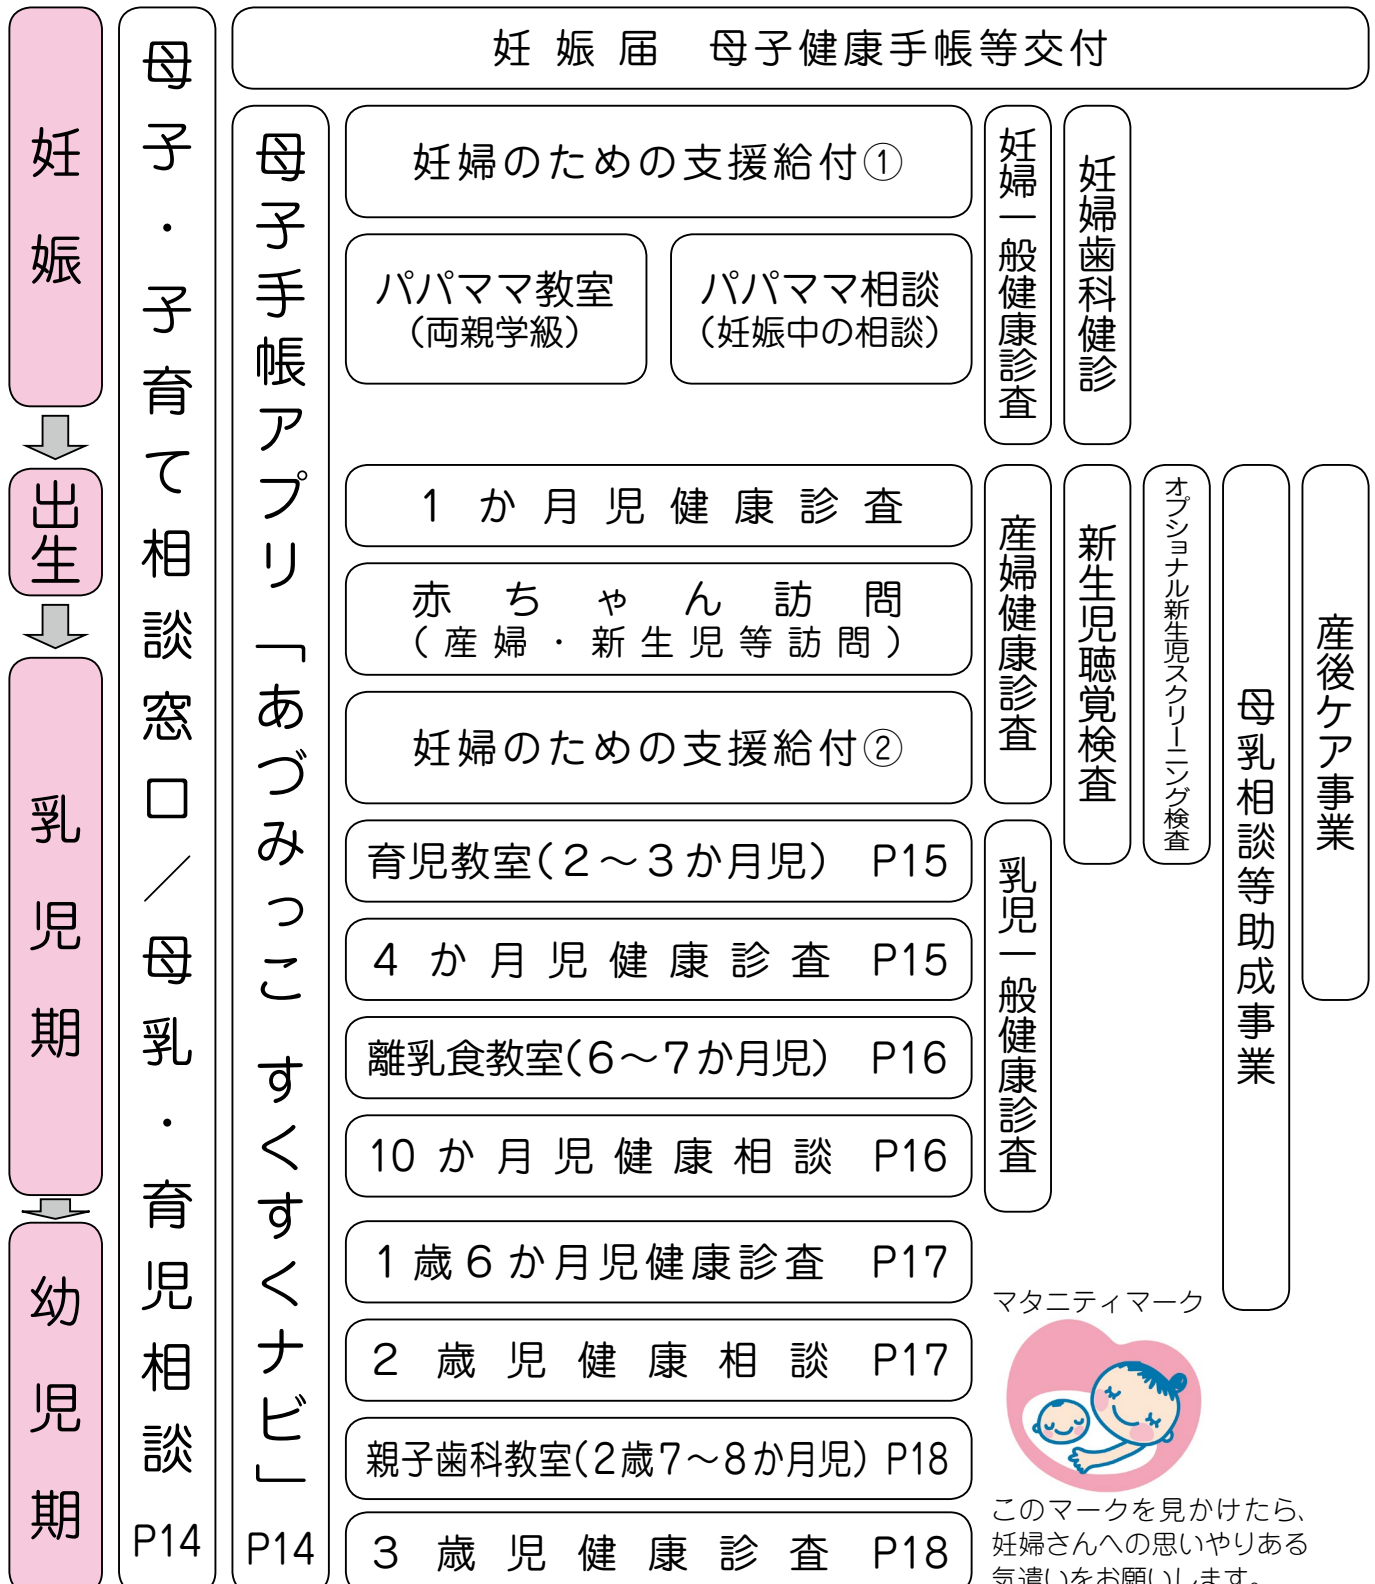 妊娠
出生
乳児期
幼児期
母子・子育て相談窓口／母乳・育児相談 P14
妊娠届 母子健康手帳等交付
母子手帳アプリ「あづみっこ すくすくナビ」 P14
妊婦のための支援給付①
パパママ教室
（両親学級）
パパママ相談
（妊娠中の相談）
妊婦一般健康診査
妊婦歯科健診
1か月児健康診査
赤ちゃん訪問
（産婦・新生児等訪問）
妊婦のための支援給付②
育児教室（2～3か月児） P15
4か月児健康診査 P15
離乳食教室（6～7か月児） P16
10か月児健康相談 P16
1歳6か月児健康診査 P17
2歳児健康相談 P17
親子歯科教室（2歳7～8か月児） P18
3歳児健康診査 P18
産婦健康診査
乳児一般健康診査
新生児聴覚検査
オプショナル新生児スクリーニング検査
母乳相談等助成事業
産後ケア事業
マタニティマーク
このマークを見かけたら、
妊婦さんへの思いやりある
気遣いをお願いします。